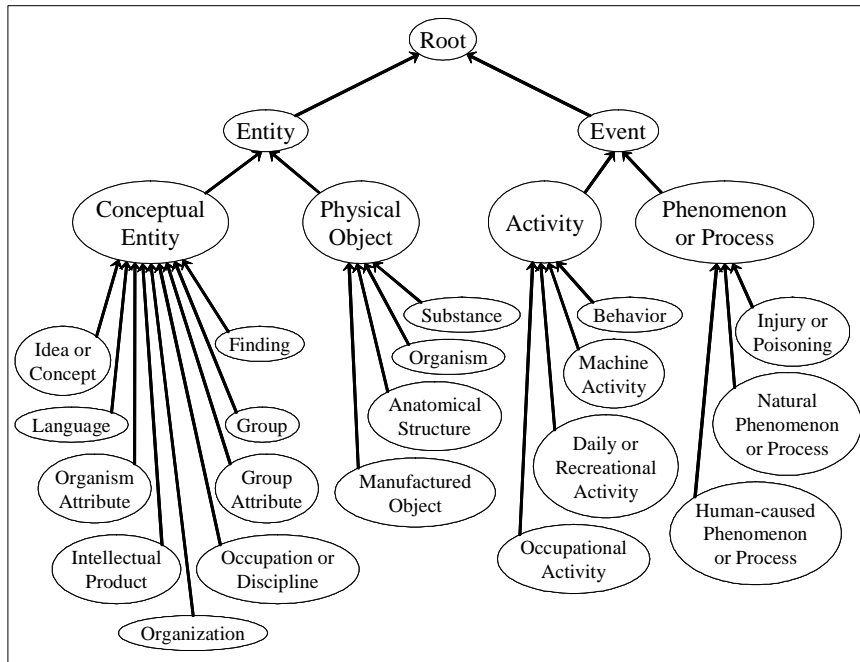 Root
Entity
Event
Conceptual
Entity
Physical
Object
Activity
Phenomenon
or Process
Idea or
Concept
Language
Organism
Attribute
Intellectual
Product
Organization
Occupation or
Discipline
Group
Attribute
Group
Finding
Substance
Organism
Anatomical
Structure
Manufactured
Object
Behavior
Machine
Activity
Daily or
Recreational
Activity
Occupational
Activity
Injury or
Poisoning
Natural
Phenomenon
or Process
Human-caused
Phenomenon
or Process